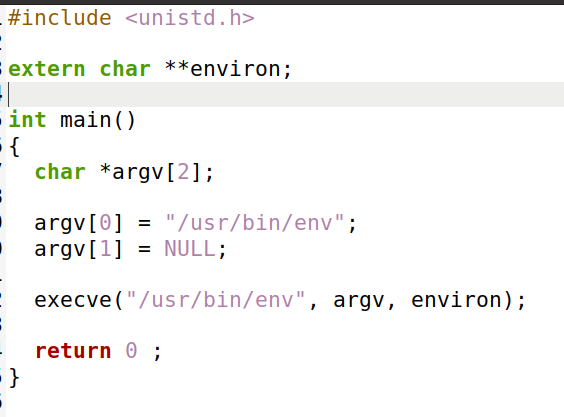 #include <unistd.h>
extern char **environ;
int main()
{
char *argv[2];
argv[0] = "/usr/bin/env";
argv[1] = NULL;
execve("/usr/bin/env", argv, environ);
return 0 ;
}